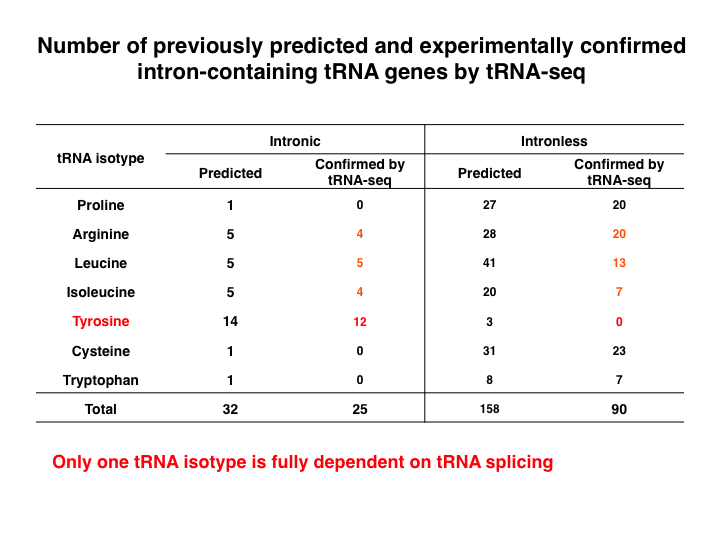 Number of previously predicted and experimentally confirmed
intron-containing tRNA genes by tRNA-seq
tRNA isotype Intronic Intronless
Predicted Confirmed by tRNA-seq Predicted Confirmed by tRNA-seq
Proline 1 0 27 20
Arginine 5 4 28 20
Leucine 5 5 41 13
Isoleucine 5 4 20 7
Tyrosine 14 12 3 0
Cysteine 1 0 31 23
Tryptophan 1 0 8 7
Total 32 25 158 90
Only one tRNA isotype is fully dependent on tRNA splicing